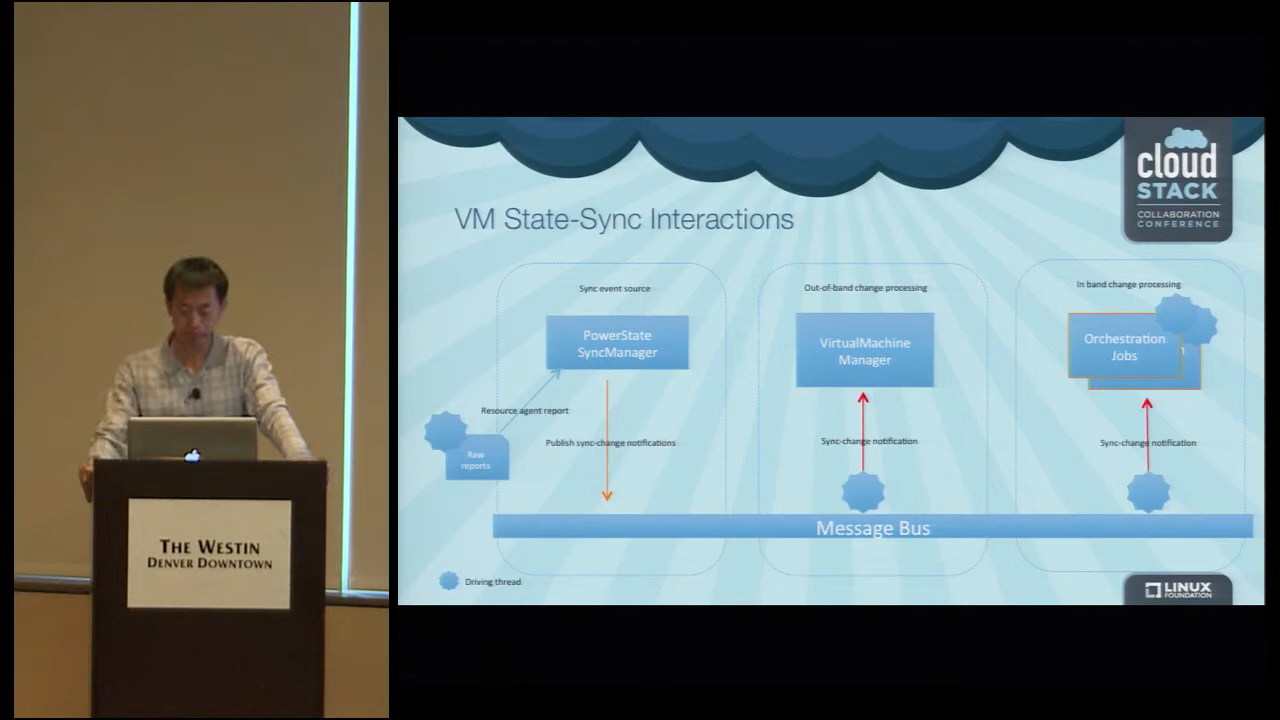 THE WESTIN
DENVER DOWNTOWN
cloud
STACK
COLLABORATION
CONFERENCE
VM State-Sync Interactions
Sync event source
PowerState
SyncManager
Resource agent report
Raw
reports
Publish sync-change notifications
Out-of-band change processing
VirtualMachine
Manager
Sync-change notification
In band change processing
Orchestration
Jobs
Sync-change notification
Message Bus
Driving thread
LINUX
FOUNDATION